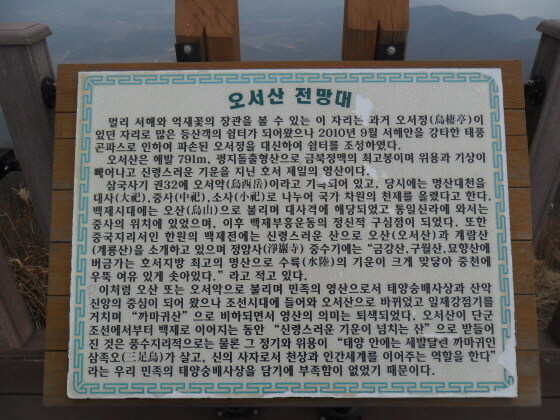 오서산 전망대
멀리 서해와 억새꽃의 장관을 볼 수 있는 이 자리는 과거 오서정(烏棲亭)이
있던 자리로 많은 등산객의 쉼터가 되어왔으나 2010년 9월 서해안을 강타한 태풍
곤파스로 인하여 파손된 오서정을 대신하여 쉼터를 조성하였다.
오서산은 해발 791m, 평지돌출형산으로 금북정맥의 최고봉이며 위용과 기상이
빼어나고 신령스러운 기운을 지닌 호서 제일의 영산이다.
삼국사기 권32에 오서악(烏西岳)이라고 기록되어 있고, 당시에는 명산대천을
대사(大祀),중사(中祀),소사(小祀)로 나누어 국가 차원의 천제를 올렸다고 한다.
백제시대에는 오산(烏山)으로 불리며 대사격에 해당되었고 통일신라에 와서는
중사의 위치에 있었으며, 이후 백제부흥운동의 정신적 구심점이 되었다. 또한
중국지리서인 한원의 백제전에는 신령스러운 산으로 오산(오서산)과 계람산
(계룡산)을 소개하고 있으며 정암사(淨巖寺) 중수기에는 “금강산,구월산,묘향산에
버금가는 호서지방 최고의 명산으로 수륙(水陸)의 기운이 크게 맞닿아 중천에
우뚝 여유 있게 솟아있다.” 라고 적고 있다.
이처럼 오산 또는 오서악으로 불리며 민족의 영산으로서 태양숭배사상과 산악
신앙의 중심이 되어 왔으나 조선시대에 들어와 오서산으로 바뀌었고 일제강점기를
거치며 “까마귀산” 으로 비하되면서 영산의 의미는 퇴색되었다. 오서산이 단군
조선에서부터 백제로 이어지는 동안 “신령스러운 기운이 넘치는 산” 으로 받들어
진 것은 풍수지리적으로는 물론 그 정기와 위용이 “태양 안에는 세발달린 까마귀인
삼족오(三足烏)가 살고, 신의 사자로서 천상과 인간세계를 이어주는 역할을 한다”
라는 우리 민족의 태양숭배사상을 담기에 부족함이 없었기 때문이다.